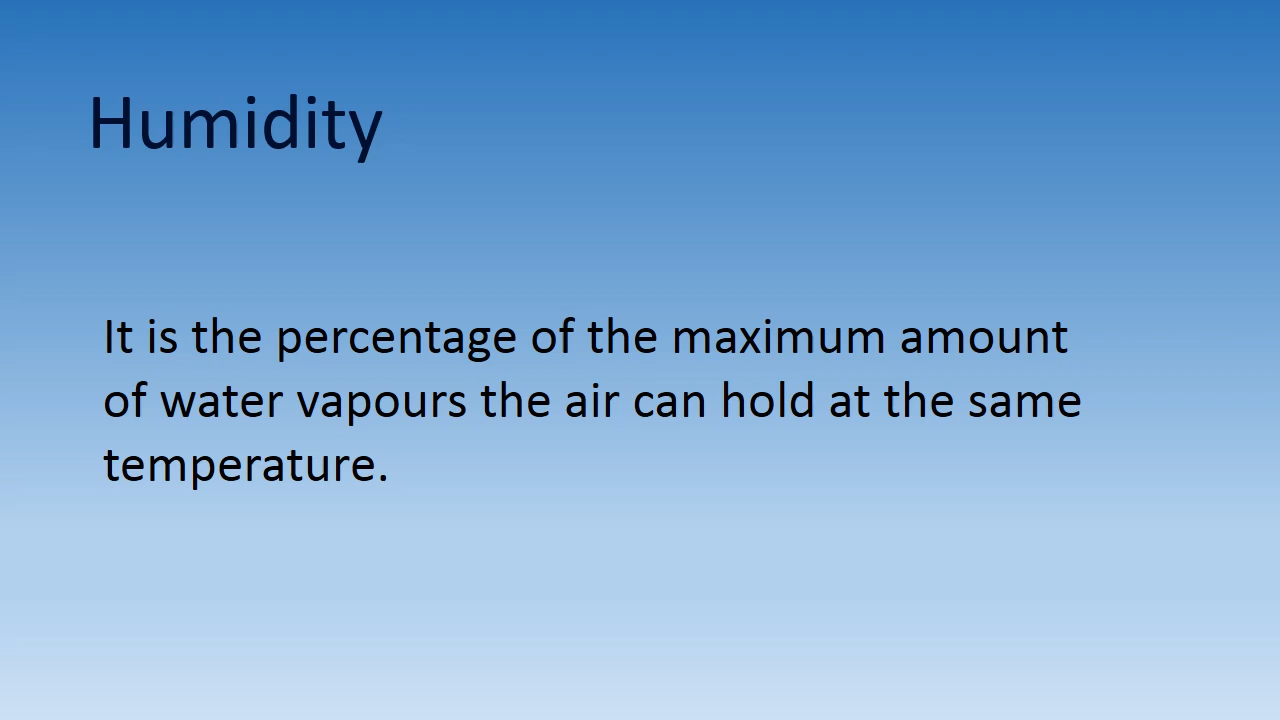 Humidity
It is the percentage of the maximum amount
of water vapours the air can hold at the same
temperature.